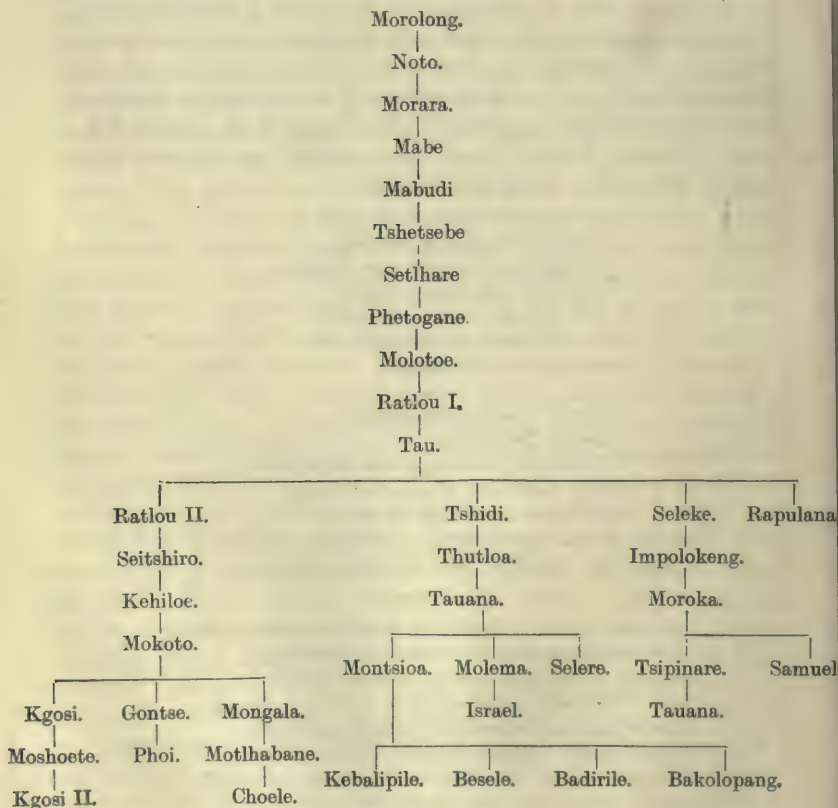 Morolong.
Noto.
Morara.
Mabe
Mabudi
Tshetsebe
Setlhare
Phetogane.
Molotoe.
Ratlou I.
Tau.
Ratlou II. Tshidi. Seleke. Rapulana
Seitshiro. Thutloa. Impolokeng.
Kehiloe. Tauana. Moroka.
Mokoto.
Montsioa. Molema. Selere. Tsipinare. Samuel
Kgosi. Gontse. Mongala. Israel. Tauana.
Moshoete. Phoi. Motlhabane.
Kebalipile. Besele. Badirile. Bakolopang.
Kgosi II. Choele.